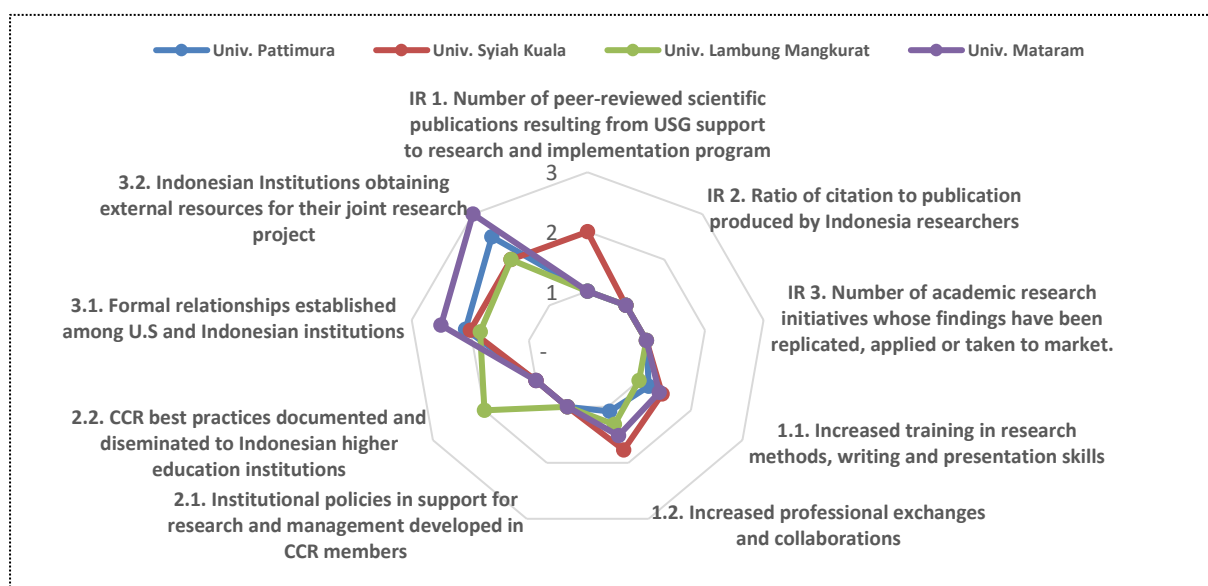 Univ. Pattimura
Univ. Syiah Kuala
Univ. Lambung Mangkurat
Univ. Mataram
IR 1. Number of peer-reviewed scientific
publications resulting from USG support
to research and implementation program
3
2
1
-
IR 2. Ratio of citation to publication
produced by Indonesia researchers
IR 3. Number of academic research
initiatives whose findings have been
replicated, applied or taken to market.
1.1. Increased training in research
methods, writing and presentation skills
1.2. Increased professional exchanges
and collaborations
2.1. Institutional policies in support for
research and management developed in
CCR members
2.2. CCR best practices documented and
diseminated to Indonesian higher
education institutions
3.1. Formal relationships established
among U.S and Indonesian institutions
3.2. Indonesian Institutions obtaining
external resources for their joint research
project